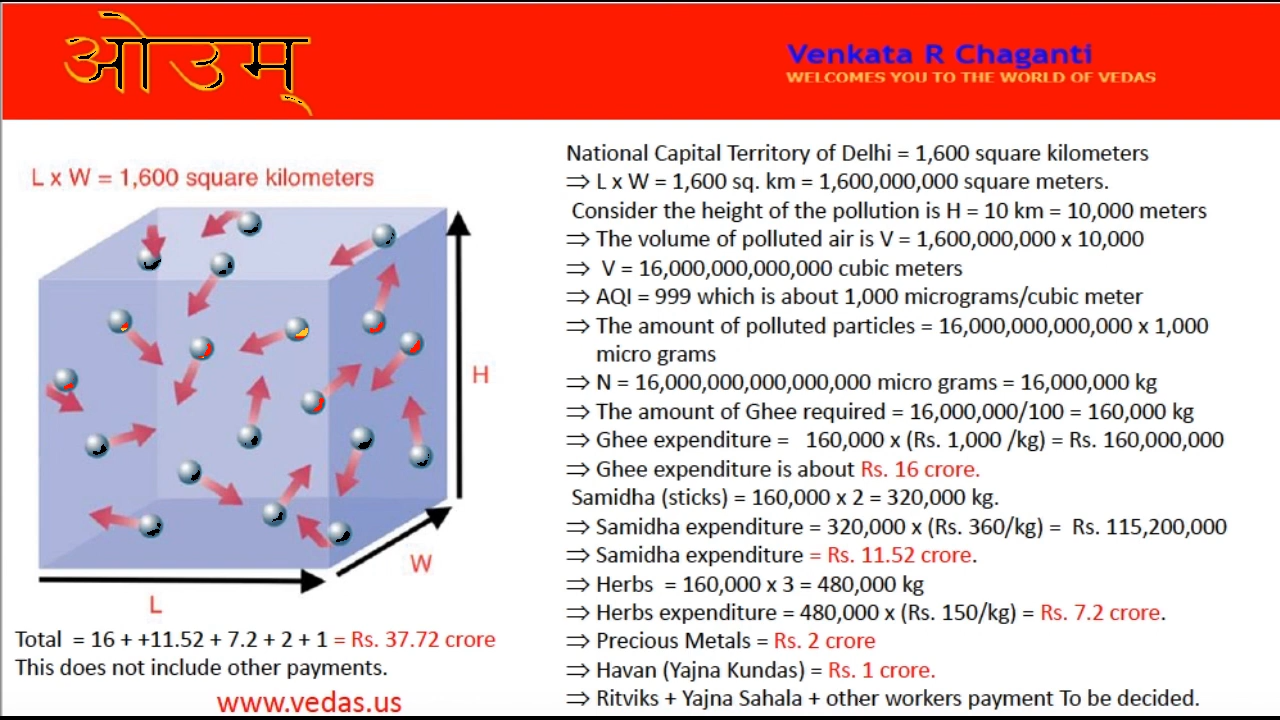 ओउम्
Venkata R Chaganti
WELCOMES YOU TO THE WORLD OF VEDAS
L x W = 1,600 square kilometers
H
W
L
Total = 16 + +11.52 + 7.2 + 2 + 1 = Rs. 37.72 crore
This does not include other payments.
www.vedas.us
National Capital Territory of Delhi = 1,600 square kilometers
⇒ L x W = 1,600 sq. km = 1,600,000,000 square meters.
Consider the height of the pollution is H = 10 km = 10,000 meters
⇒ The volume of polluted air is V = 1,600,000,000 x 10,000
⇒ V = 16,000,000,000,000 cubic meters
⇒ AQI = 999 which is about 1,000 micrograms/cubic meter
⇒ The amount of polluted particles = 16,000,000,000,000 x 1,000
micro grams
⇒ N = 16,000,000,000,000,000 micro grams = 16,000,000 kg
⇒ The amount of Ghee required = 16,000,000/100 = 160,000 kg
⇒ Ghee expenditure = 160,000 x (Rs. 1,000 /kg) = Rs. 160,000,000
⇒ Ghee expenditure is about Rs. 16 crore.
Samidha (sticks) = 160,000 x 2 = 320,000 kg.
⇒ Samidha expenditure = 320,000 x (Rs. 360/kg) = Rs. 115,200,000
⇒ Samidha expenditure = Rs. 11.52 crore.
⇒ Herbs = 160,000 x 3 = 480,000 kg
⇒ Herbs expenditure = 480,000 x (Rs. 150/kg) = Rs. 7.2 crore.
⇒ Precious Metals = Rs. 2 crore
⇒ Havan (Yajna Kundas) = Rs. 1 crore.
⇒ Ritviks + Yajna Sahala + other workers payment To be decided.